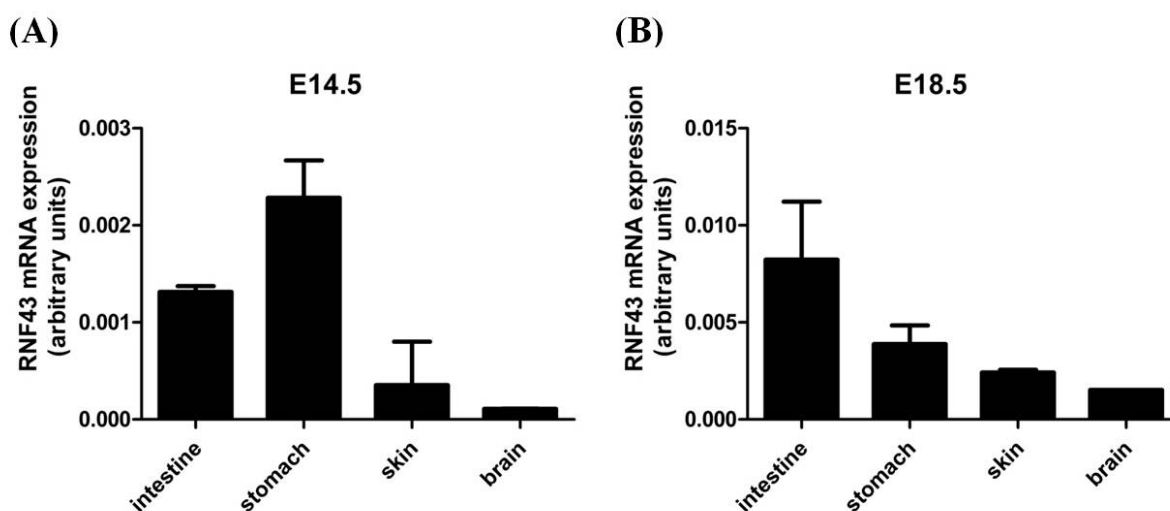 (A)
E14.5
RNF43 mRNA expression
(arbitrary units)
0.003
0.002
0.001
0.000
intestine
stomach
skin
brain
(B)
E18.5
RNF43 mRNA expression
(arbitrary units)
0.015
0.010
0.005
0.000
intestine
stomach
skin
brain